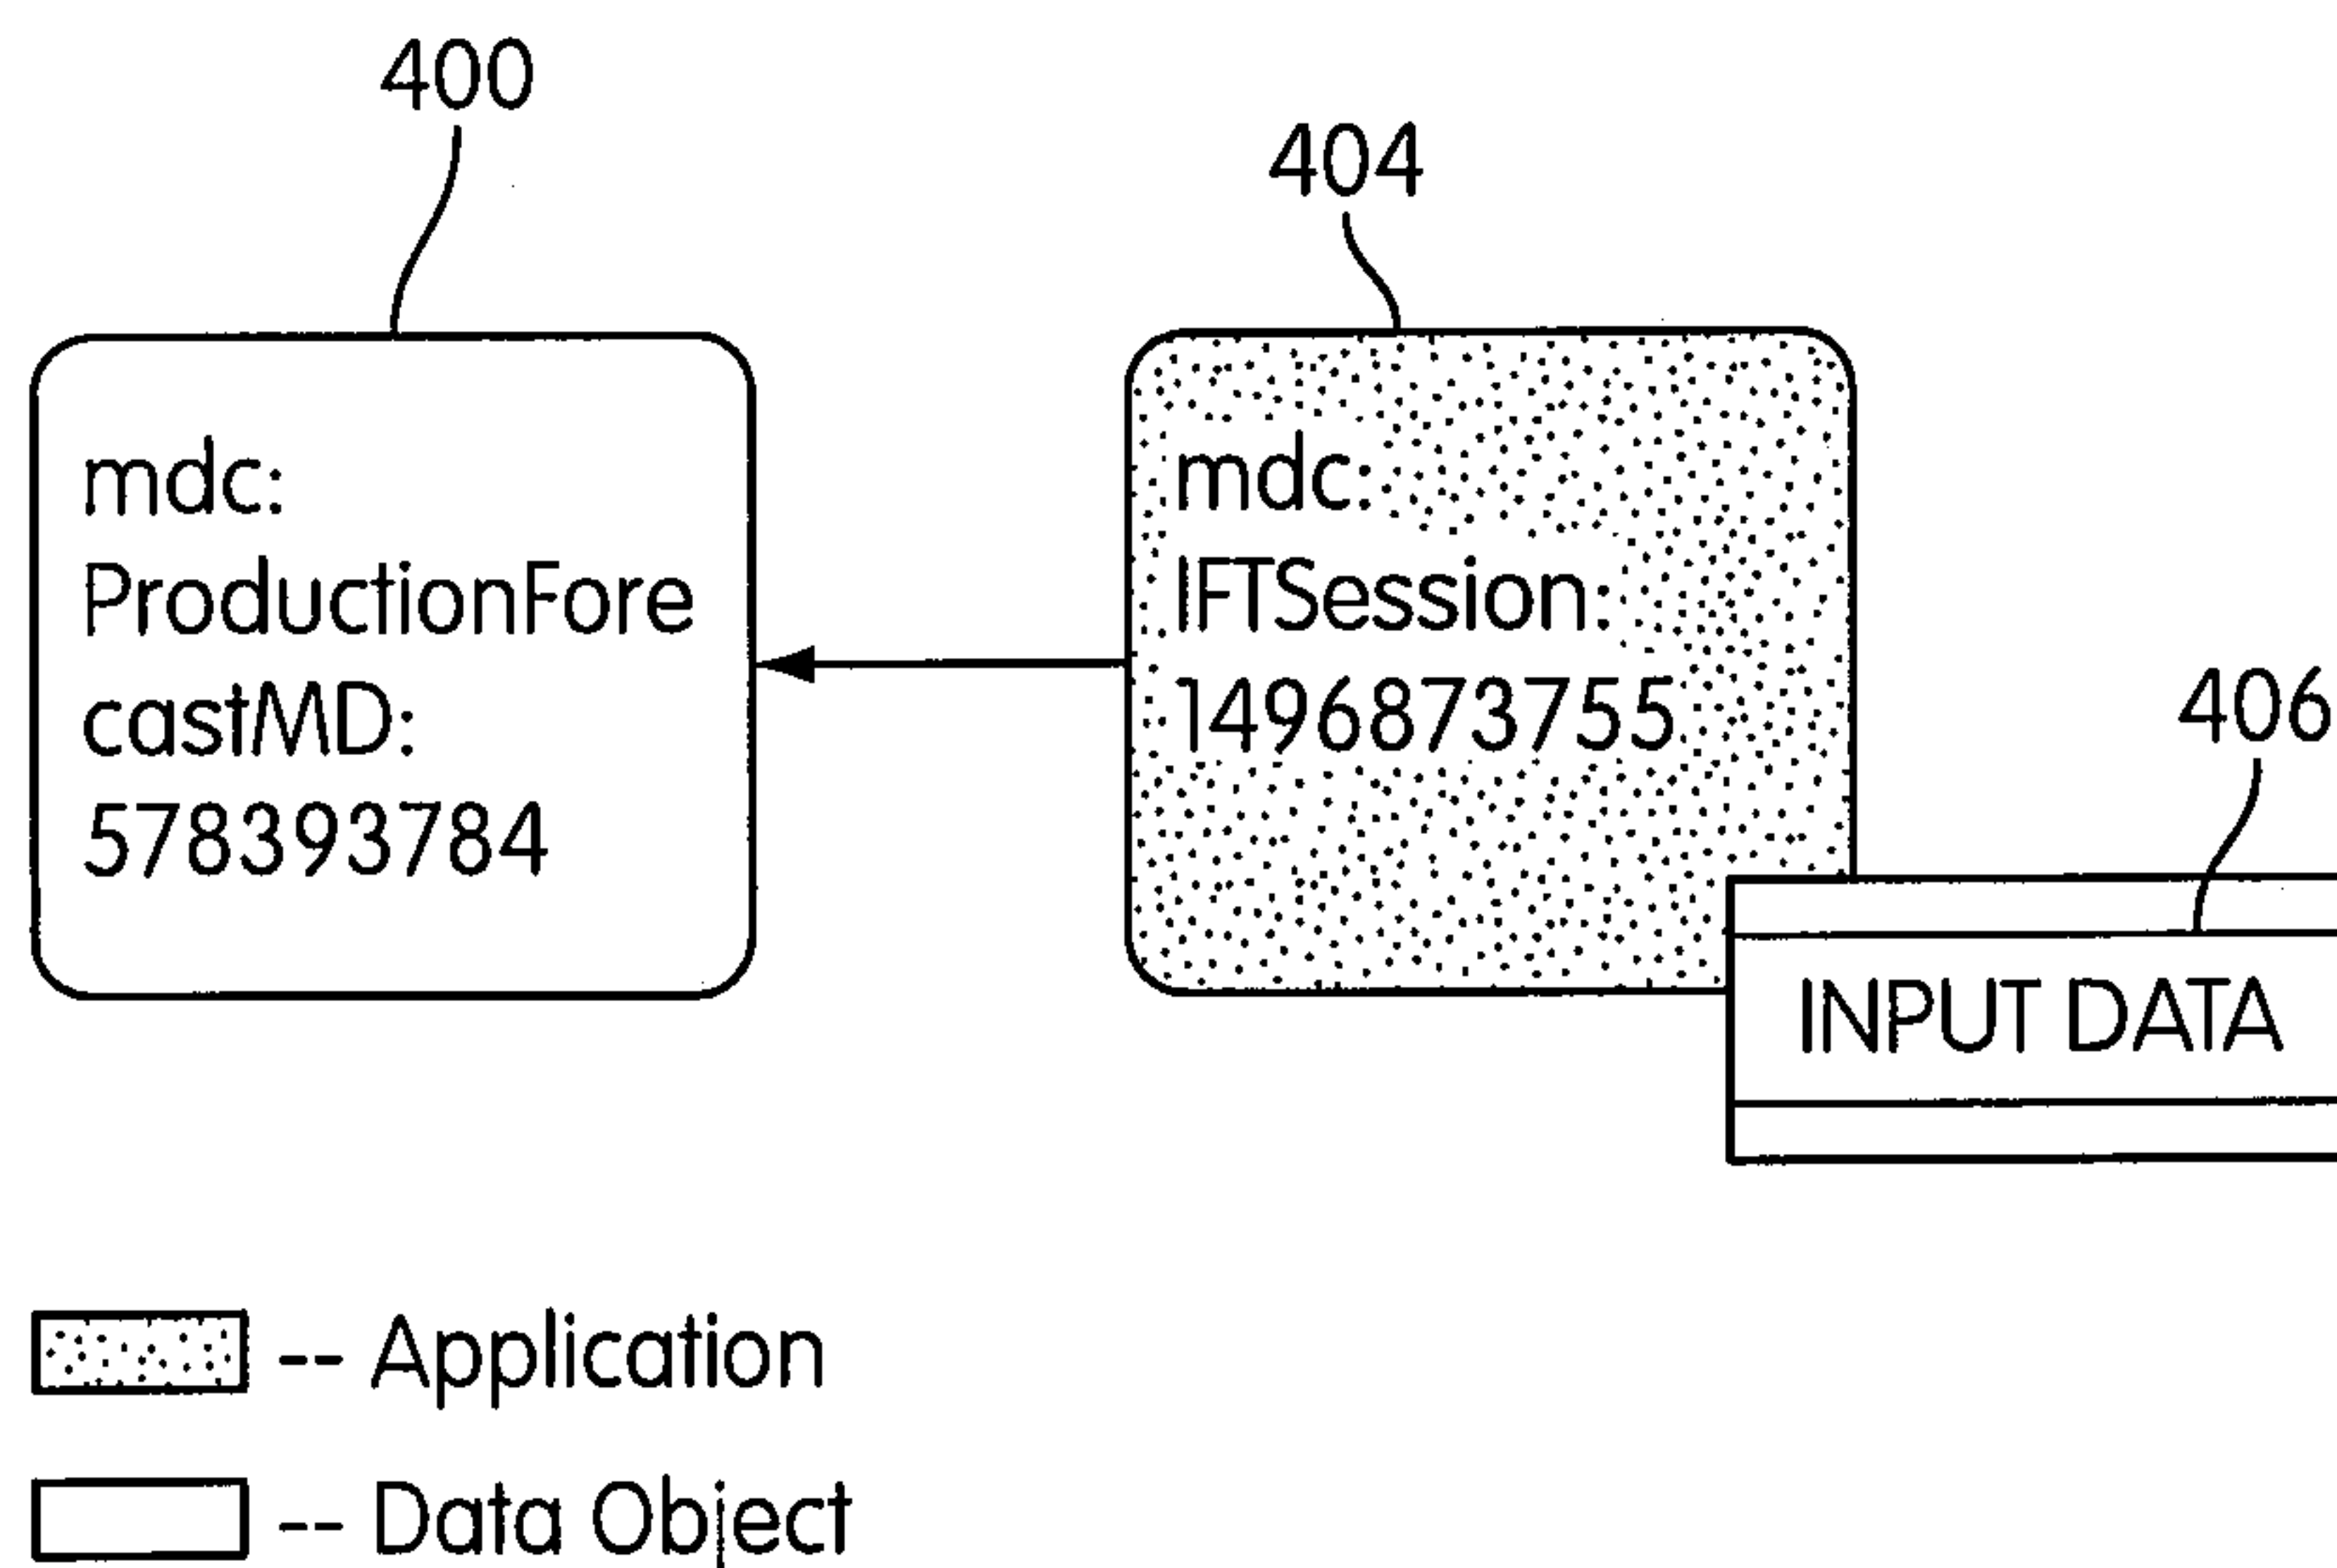 400
404
mdc:
ProductionFore
castMD:
578393784
mdc:
IFTSession:
1496873755
406
INPUT DATA
-- Application
-- Data Object